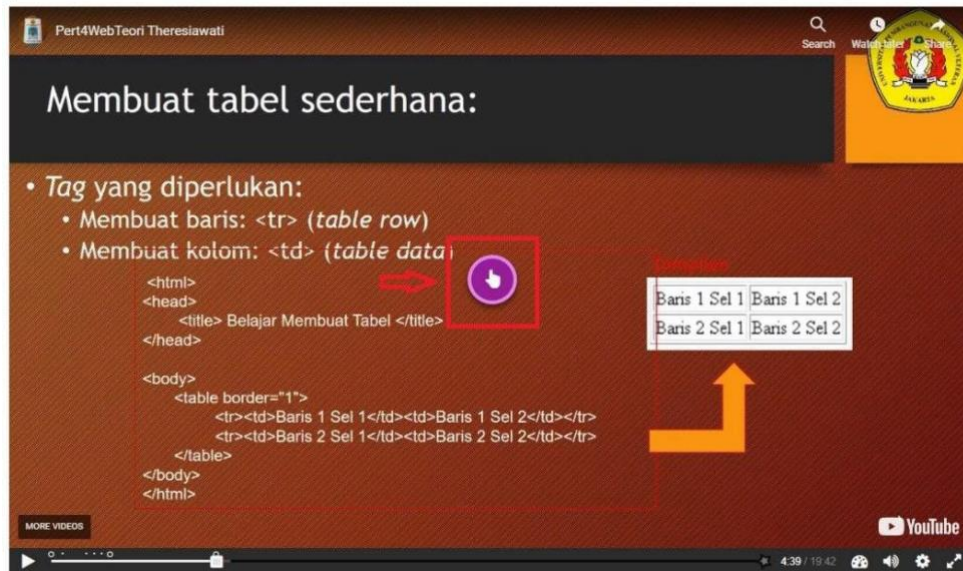 Pert4WebTeori Theresiawati
Search
Watch later
Share
JAKARTA
Membuat tabel sederhana:
• Tag yang diperlukan:
• Membuat baris: <tr> (table row)
• Membuat kolom: <td> (table data)
<html>
<head>
<title> Belajar Membuat Tabel </title>
</head>
<body>
<table border="1">
<tr><td>Baris 1 Sel 1</td><td>Baris 1 Sel 2</td></tr>
<tr><td>Baris 2 Sel 1</td><td>Baris 2 Sel 2</td></tr>
</table>
</body>
</html>
Baris 1 Sel 1 Baris 1 Sel 2
Baris 2 Sel 1 Baris 2 Sel 2
MORE VIDEOS
YouTube
4:39 / 19:42